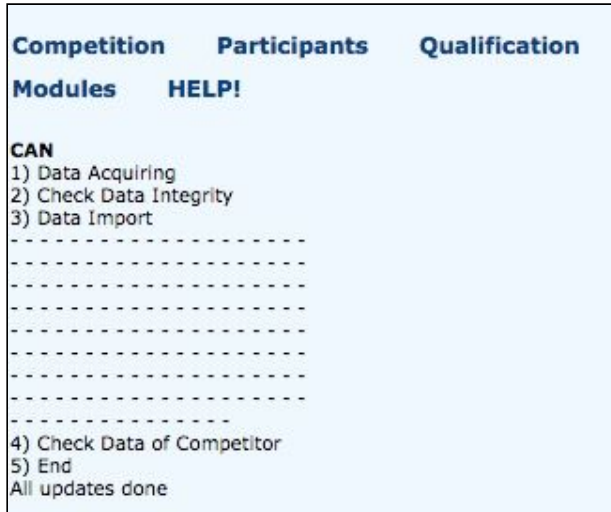 Competition Participants Qualification
Modules HELP!
CAN
1) Data Acquiring
2) Check Data Integrity
3) Data Import
- - - - - - - - - - - - - - - - - - - - -
- - - - - - - - - - - - - - - - - - - - -
- - - - - - - - - - - - - - - - - - - - -
- - - - - - - - - - - - - - - - - - - - -
- - - - - - - - - - - - - - - - - - - - -
- - - - - - - - - - - - - - - - - - - - -
- - - - - - - - - - - - - - - - - - - - -
- - - - - - - - - - - - - - - - - - - - -
- - - - - - - - - - - - - - - -
4) Check Data of Competitor
5) End
All updates done